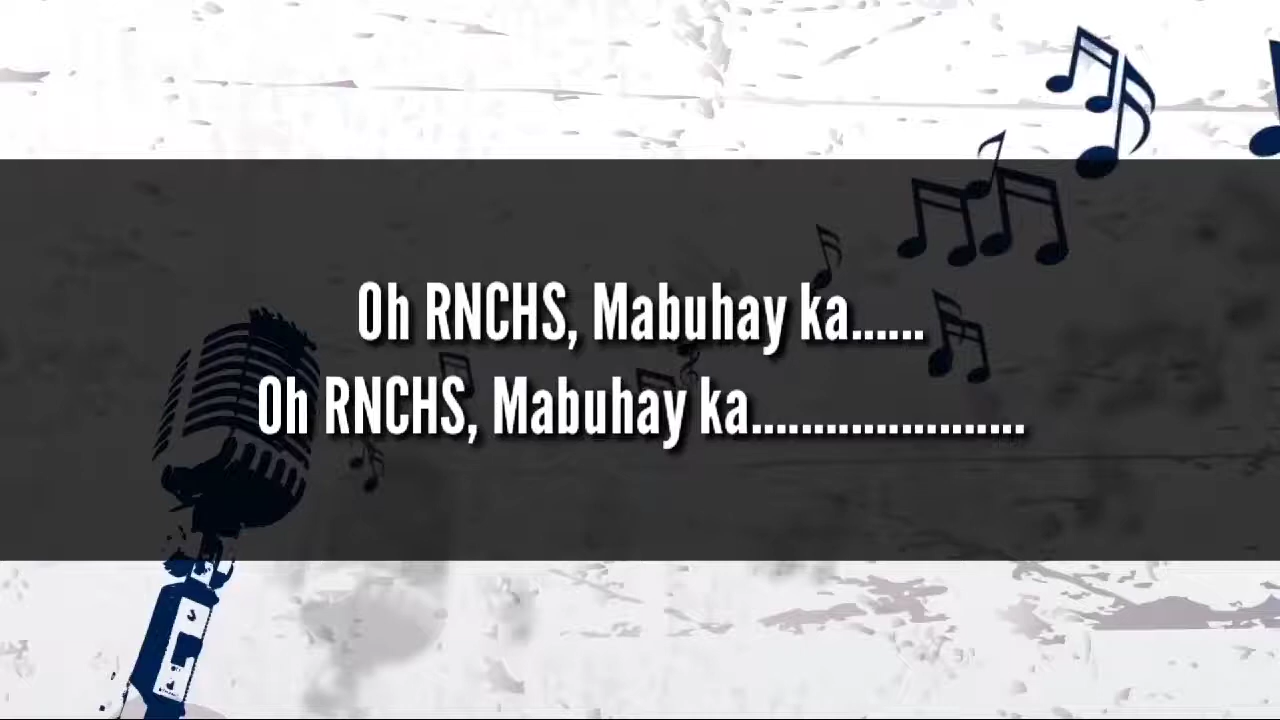 Oh RNCHS, Mabuhay ka......
Oh RNCHS, Mabuhay ka......................